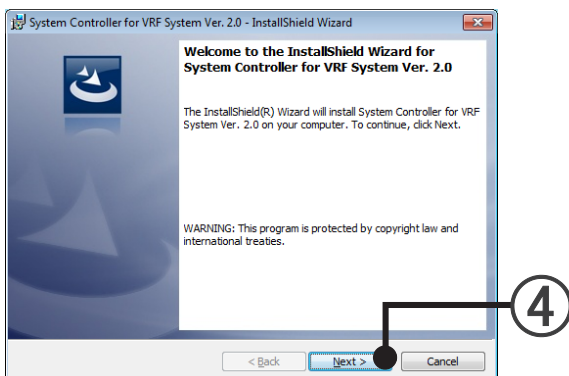 System Controller for VRF System Ver. 2.0 - InstallShield Wizard
Welcome to the InstallShield Wizard for
System Controller for VRF System Ver. 2.0
The InstallShield(R) Wizard will install System Controller for VRF
System Ver. 2.0 on your computer. To continue, click Next.
WARNING: This program is protected by copyright law and
international treaties.
4
< Back Next > Cancel